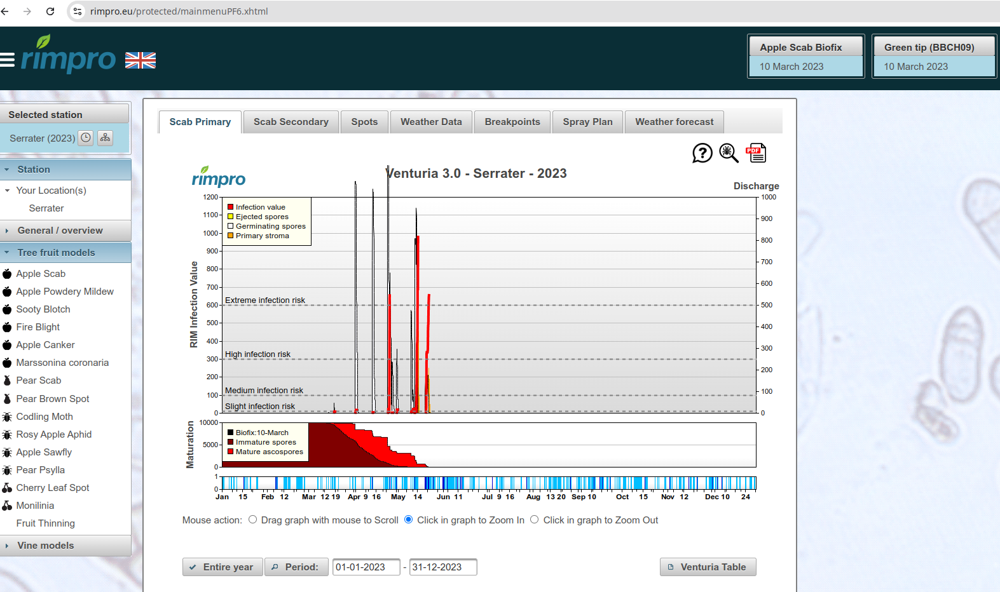 rimpro.eu/protected/mainmenuPF6.xhtml
rimpro
Apple Scab Biofix
10 March 2023
Green tip (BBCH09)
10 March 2023
Selected station
Serrater (2023)
Station
Your Location(s)
Serrater
General / overview
Tree fruit models
Apple Scab
Apple Powdery Mildew
Sooty Blotch
Fire Blight
Apple Canker
Marssonina coronaria
Pear Scab
Pear Brown Spot
Codling Moth
Rosy Apple Aphid
Apple Sawfly
Pear Psylla
Cherry Leaf Spot
Monilinia
Fruit Thinning
Vine models
Scab Primary Scab Secondary Spots Weather Data Breakpoints Spray Plan Weather forecast
PDF
rimpro
Venturia 3.0 - Serrater - 2023
Discharge
RIM Infection Value
1200
1100
1000
900
800
700
600
500
400
300
200
100
0
Infection value
Ejected spores
Germinating spores
Primary stroma
Extreme infection risk
High infection risk
Medium infection risk
Slight infection risk
1000
900
800
700
600
500
400
300
200
100
0
Maturation
10000
5000
0
Biofix:10-March
Immature spores
Mature ascospores
1
0
Jan 15 Feb 12 Mar 12 19 Apr 9 16 May 14 Jun 11 Jul 9 16 Aug 13 20 Sep 10 Oct 15 Nov 12 Dec 10 24
Mouse action: Drag graph with mouse to Scroll Click in graph to Zoom In Click in graph to Zoom Out
Entire year Period: 01-01-2023 - 31-12-2023 Venturia Table